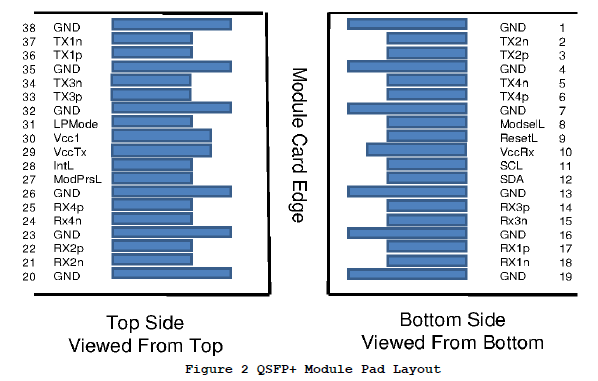 38 GND
37 TX1n
36 TX1p
35 GND
34 TX3n
33 TX3p
32 GND
31 LPMode
30 Vcc1
29 VccTx
28 IntL
27 ModPrsL
26 GND
25 RX4p
24 Rx4n
23 GND
22 RX2p
21 RX2n
20 GND
Module Card Edge
GND 1
TX2n 2
TX2p 3
GND 4
TX4n 5
TX4p 6
GND 7
ModselL 8
ResetL 9
VccRx 10
SCL 11
SDA 12
GND 13
RX3p 14
Rx3n 15
GND 16
RX1p 17
RX1n 18
GND 19
Top Side
Viewed From Top
Bottom Side
Viewed From Bottom
Figure 2 QSFP+ Module Pad Layout